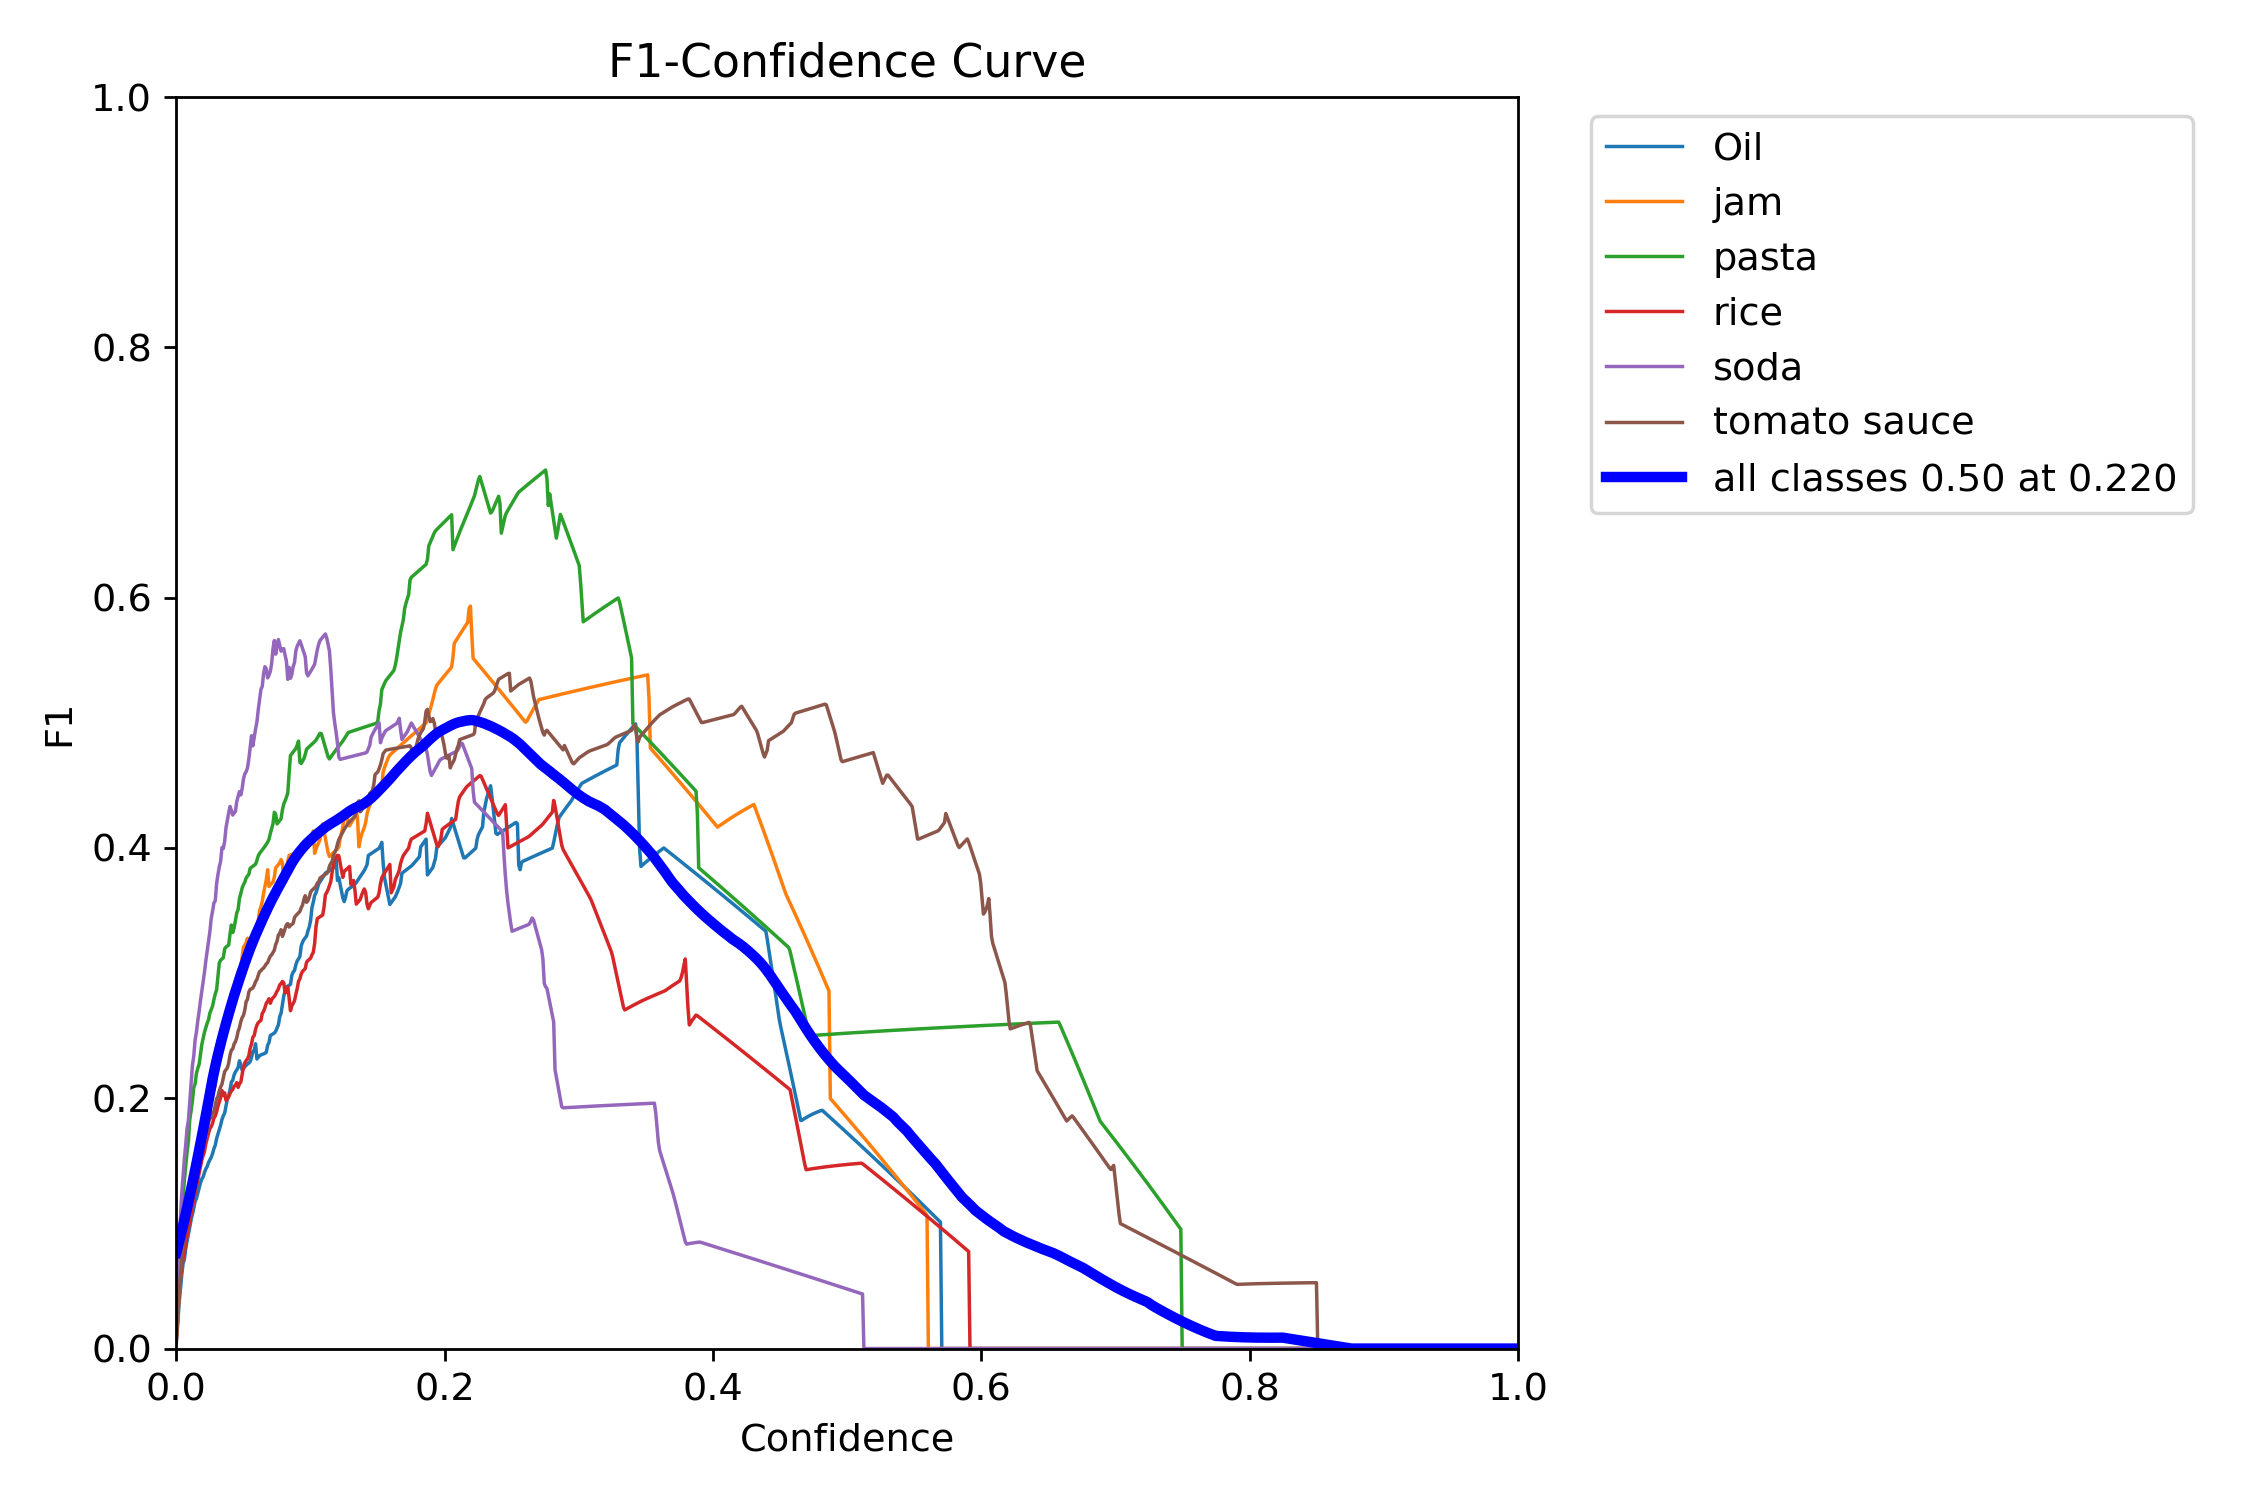 F1-Confidence Curve
1.0
0.8
0.6
0.4
0.2
0.0
F1
0.0 0.2 0.4 0.6 0.8 1.0
Confidence
Oil
jam
pasta
rice
soda
tomato sauce
all classes 0.50 at 0.220